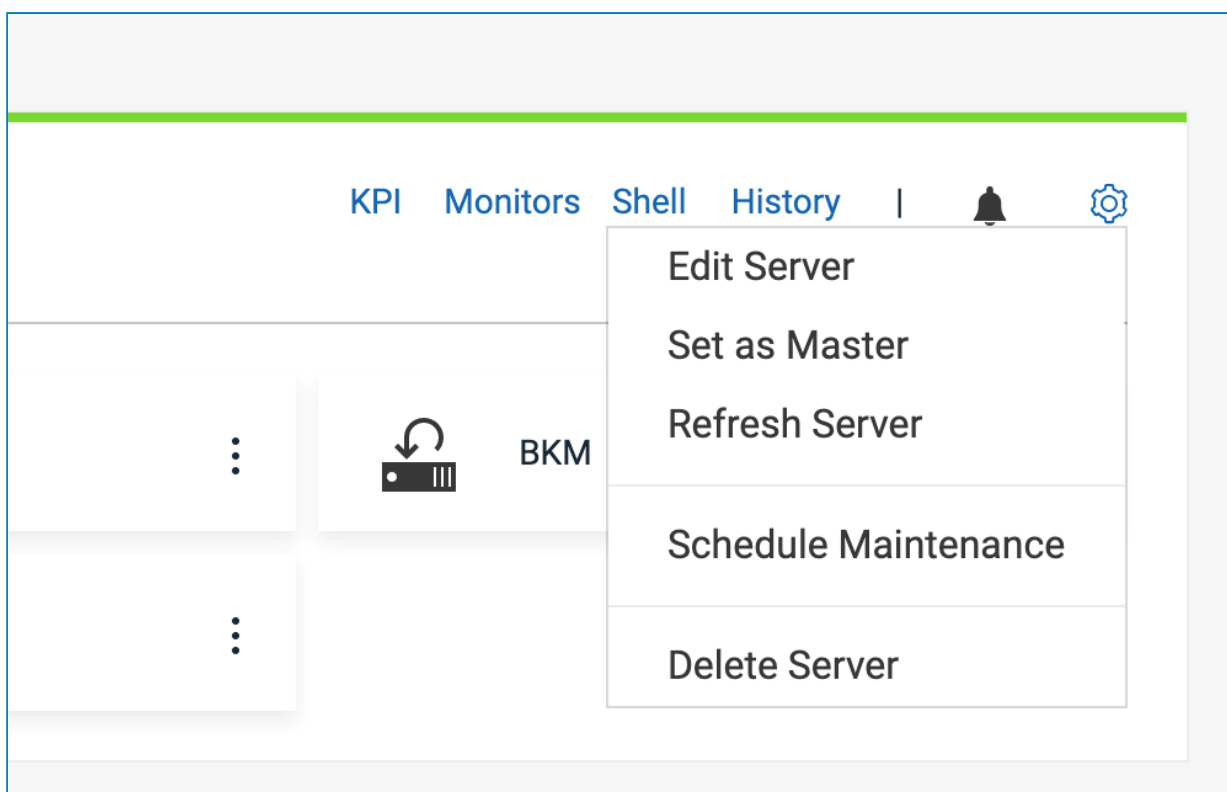 KPI Monitors Shell History |
Edit Server
Set as Master
Refresh Server
BKM
Schedule Maintenance
Delete Server